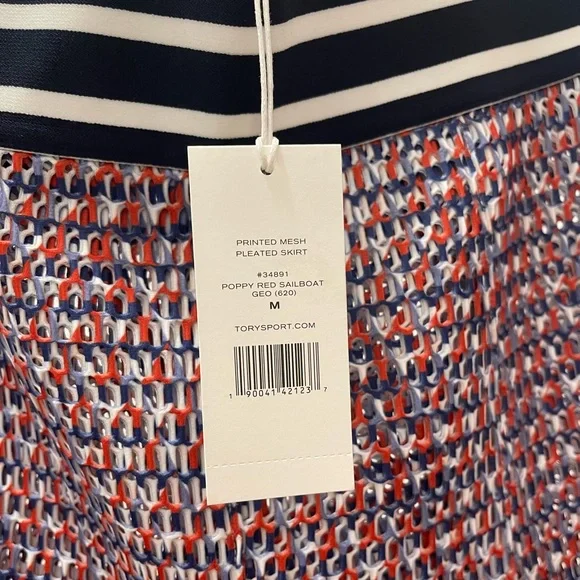 PRINTED MESH
PLEATED SKIRT
#34891
POPPY RED SAILBOAT
GEO (620)
M
TORYSPORT.COM
1 90041 42123 7